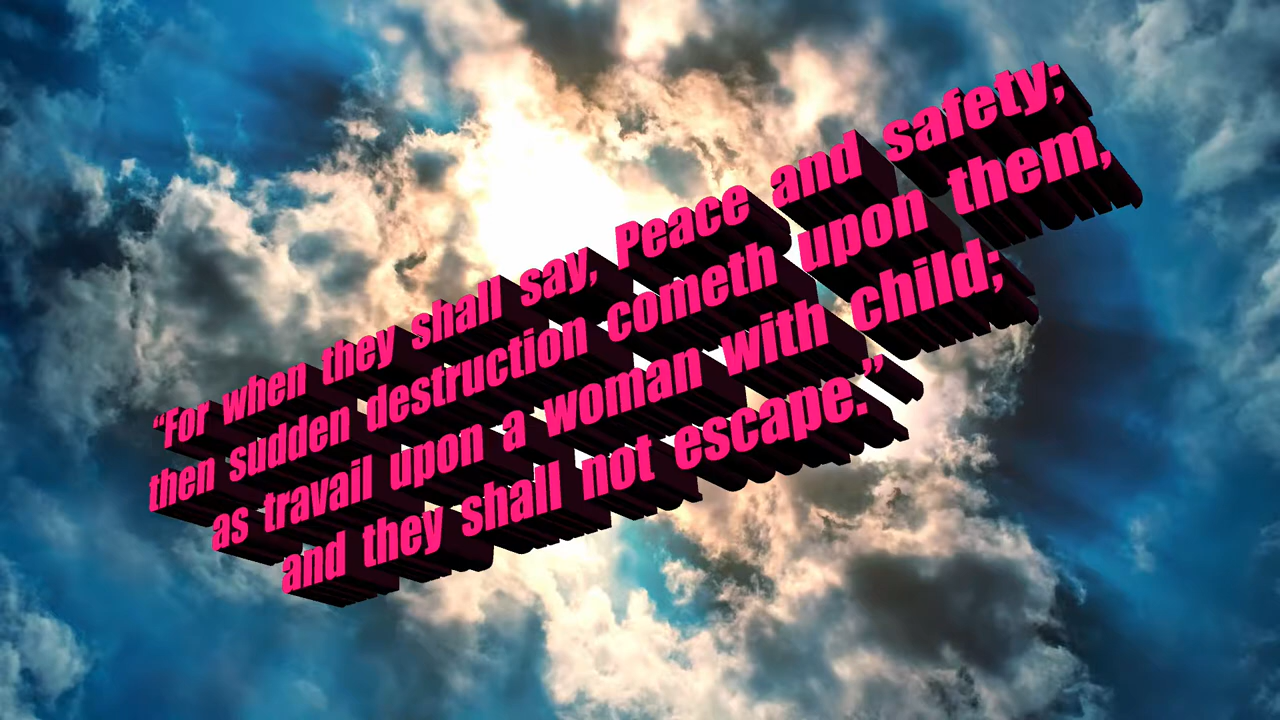 “For when they shall say, Peace and safety;
then sudden destruction cometh upon them,
as travail upon a woman with child;
and they shall not escape.”